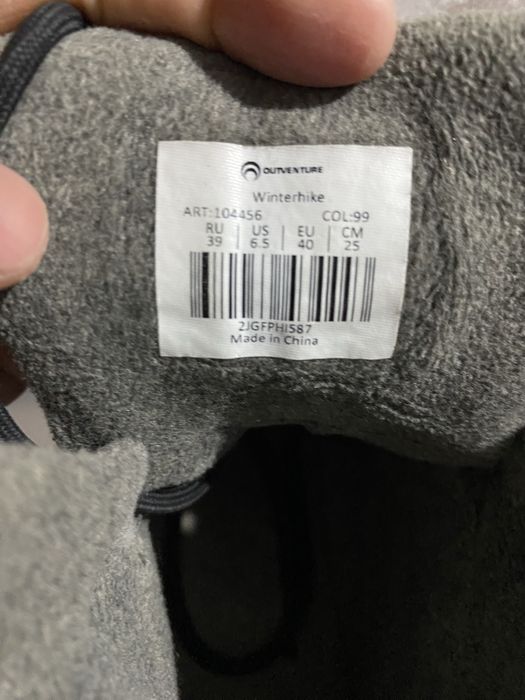 OUTVENTURE
Winterhike
ART:104456 COL:99
RU US EU CM
39 6.5 40 25
2JGFPHI587
Made in China